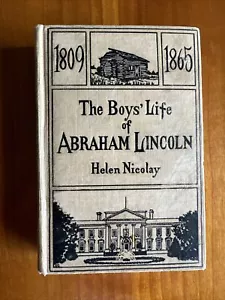 1809 1865
The Boys' Life
of
ABRAHAM LINCOLN
Helen Nicolay